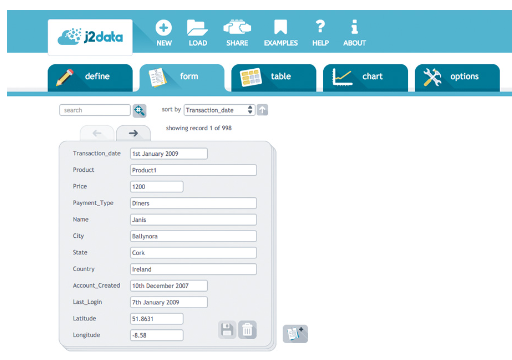 j2data
NEW LOAD SHARE EXAMPLES HELP ABOUT
define form table chart options
search sort by Transaction_date
showing record 1 of 998
Transaction_date 1st January 2009
Product Product1
Price 1200
Payment_Type Diners
Name Janis
City Ballynora
State Cork
Country Ireland
Account_Created 10th December 2007
Last_Login 7th January 2009
Latitude 51.8631
Longitude -8.58